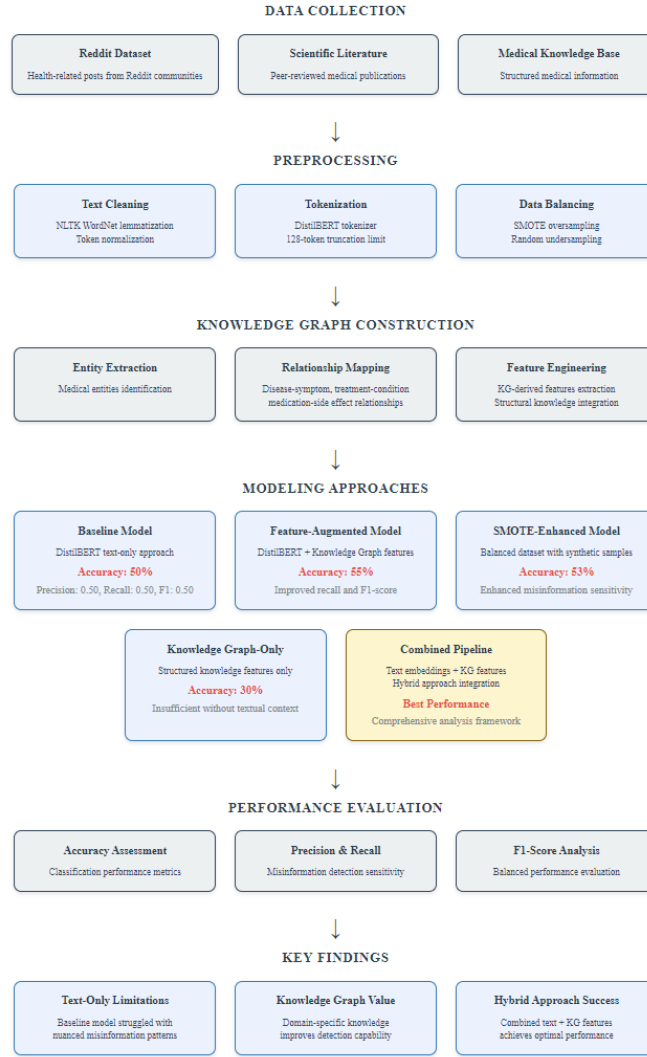 DATA COLLECTION
Reddit Dataset
Health-related posts from Reddit communities
Scientific Literature
Peer-reviewed medical publications
Medical Knowledge Base
Structured medical information
↓
PREPROCESSING
Text Cleaning
NLTK WordNet lemmatization
Token normalization
Tokenization
DistilBERT tokenizer
128-token truncation limit
Data Balancing
SMOTE oversampling
Random undersampling
↓
KNOWLEDGE GRAPH CONSTRUCTION
Entity Extraction
Medical entities identification
Relationship Mapping
Disease-symptom, treatment-condition
medication-side effect relationships
Feature Engineering
KG-derived features extraction
Structural knowledge integration
↓
MODELING APPROACHES
Baseline Model
DistilBERT text-only approach
Accuracy: 50%
Precision: 0.50, Recall: 0.50, F1: 0.50
Feature-Augmented Model
DistilBERT + Knowledge Graph features
Accuracy: 55%
Improved recall and F1-score
SMOTE-Enhanced Model
Balanced dataset with synthetic samples
Accuracy: 53%
Enhanced misinformation sensitivity
Knowledge Graph-Only
Structured knowledge features only
Accuracy: 30%
Insufficient without textual context
Combined Pipeline
Text embeddings + KG features
Hybrid approach integration
Best Performance
Comprehensive analysis framework
↓
PERFORMANCE EVALUATION
Accuracy Assessment
Classification performance metrics
Precision & Recall
Misinformation detection sensitivity
F1-Score Analysis
Balanced performance evaluation
↓
KEY FINDINGS
Text-Only Limitations
Baseline model struggled with
nuanced misinformation patterns
Knowledge Graph Value
Domain-specific knowledge
improves detection capability
Hybrid Approach Success
Combined text + KG features
achieves optimal performance